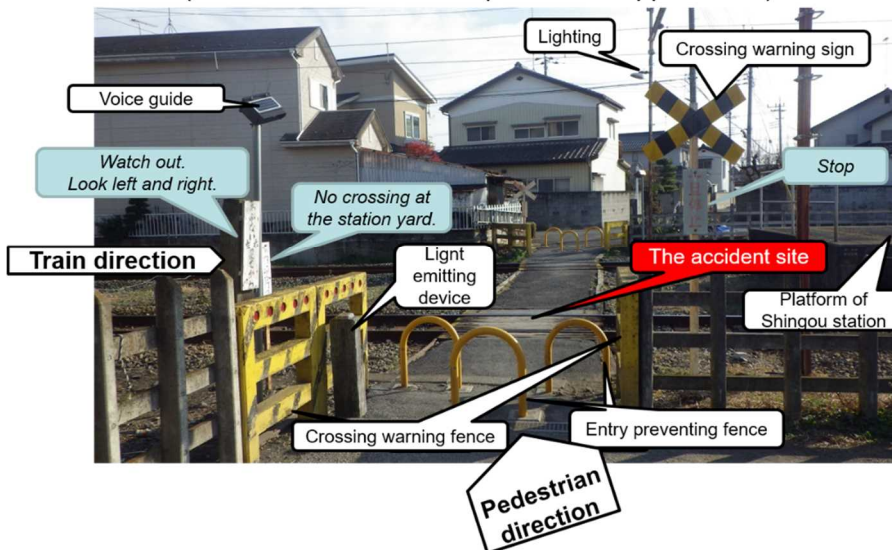 Lighting
Crossing warning sign
Voice guide
Watch out.
Look left and right.
No crossing at
the station yard.
Stop
Train direction
Lignt
emitting
device
The accident site
Platform of
Shingou station
Crossing warning fence
Entry preventing fence
Pedestrian
direction